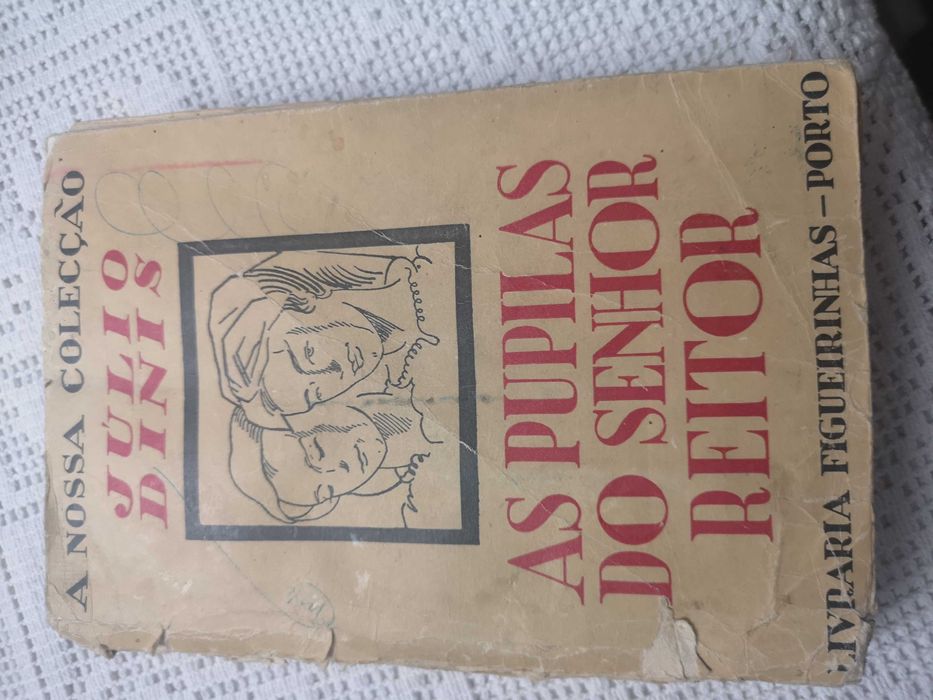 A NOSSA COLECÇÃO
JÚLIO
DINIS
AS PUPILAS
DO SENHOR
REITOR
LIVRARIA FIGUEIRINHAS — PORTO